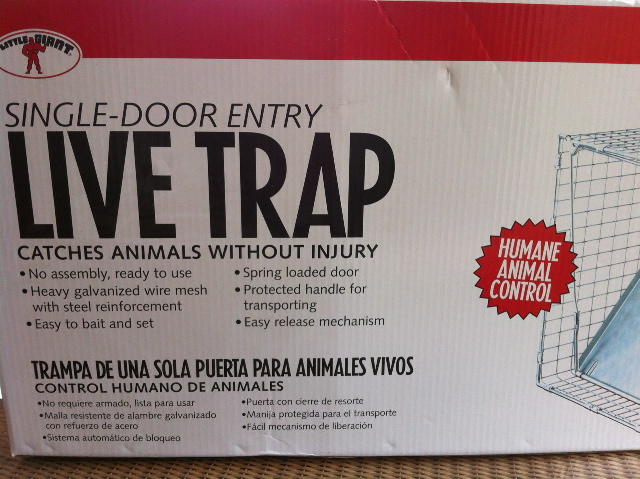 LITTLE GIANT
SINGLE-DOOR ENTRY
LIVE TRAP
CATCHES ANIMALS WITHOUT INJURY
• No assembly, ready to use
• Heavy galvanized wire mesh
with steel reinforcement
• Easy to bait and set
• Spring loaded door
• Protected handle for
transporting
• Easy release mechanism
HUMANE
ANIMAL
CONTROL
TRAMPA DE UNA SOLA PUERTA PARA ANIMALES VIVOS
CONTROL HUMANO DE ANIMALES
•No requiere armado, lista para usar
•Malla resistente de alambre galvanizado
con refuerzo de acero
•Sistema automático de bloqueo
•Puerta con cierre de resorte
•Manija protegida para el transporte
•Fácil mecanismo de liberación